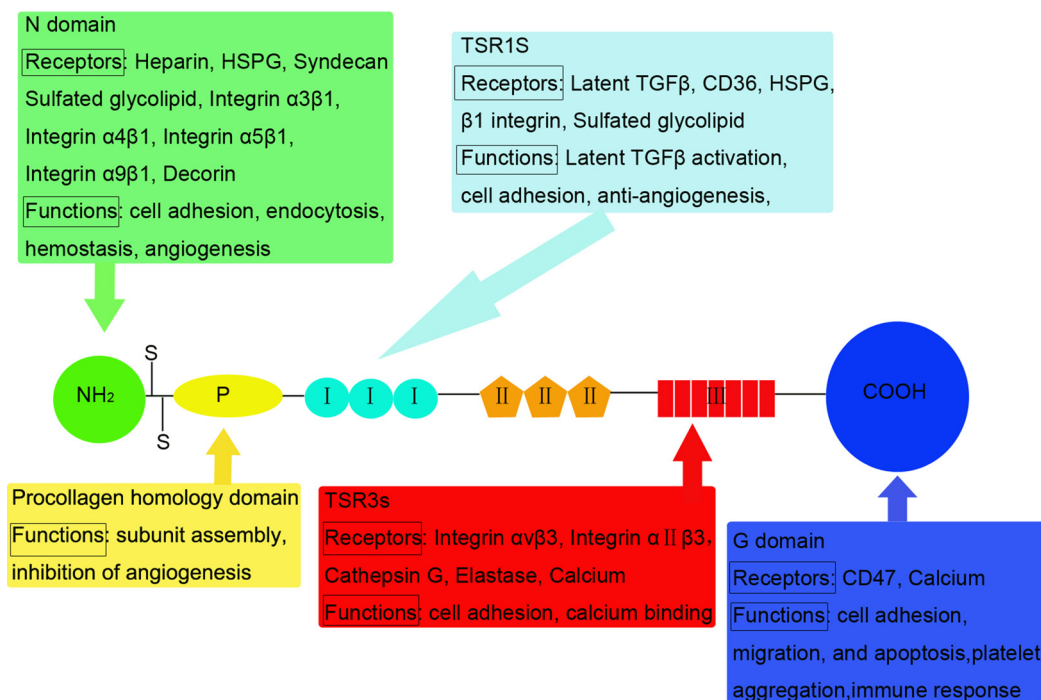 N domain
Receptors: Heparin, HSPG, Syndecan
Sulfated glycolipid, Integrin α3β1,
Integrin α4β1, Integrin α5β1,
Integrin α9β1, Decorin
Functions: cell adhesion, endocytosis,
hemostasis, angiogenesis
TSR1S
Receptors: Latent TGFβ, CD36, HSPG,
β1 integrin, Sulfated glycolipid
Functions: Latent TGFβ activation,
cell adhesion, anti-angiogenesis,
NH₂
S
S
P
I I I
II II II
III
COOH
Procollagen homology domain
Functions: subunit assembly,
inhibition of angiogenesis
TSR3s
Receptors: Integrin αvβ3, Integrin αⅡβ3,
Cathepsin G, Elastase, Calcium
Functions: cell adhesion, calcium binding
G domain
Receptors: CD47, Calcium
Functions: cell adhesion,
migration, and apoptosis,platelet
aggregation,immune response